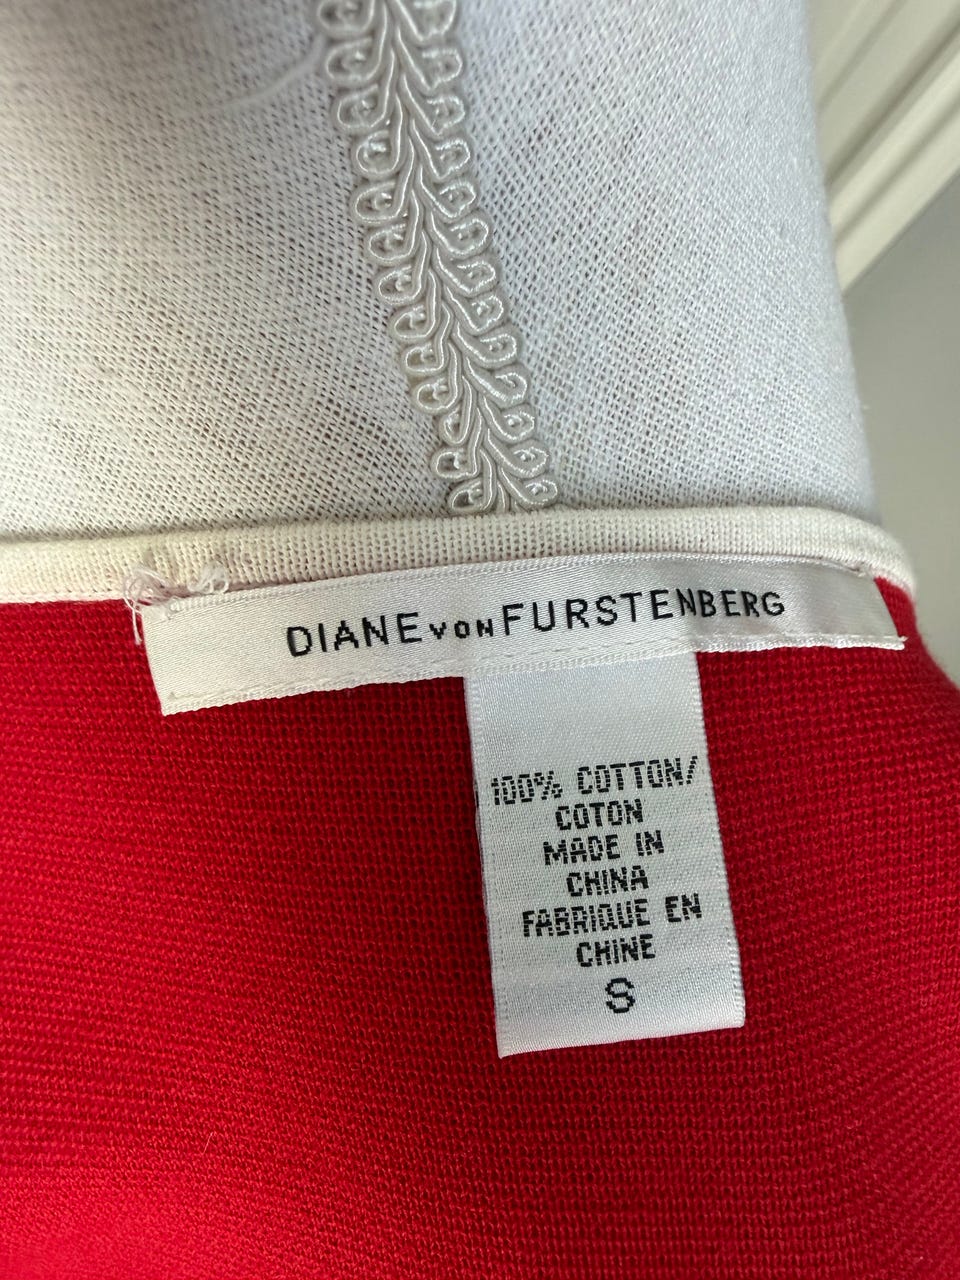 DIANE VON FURSTENBERG
100% COTTON/
COTON
MADE IN
CHINA
FABRIQUE EN
CHINE
S